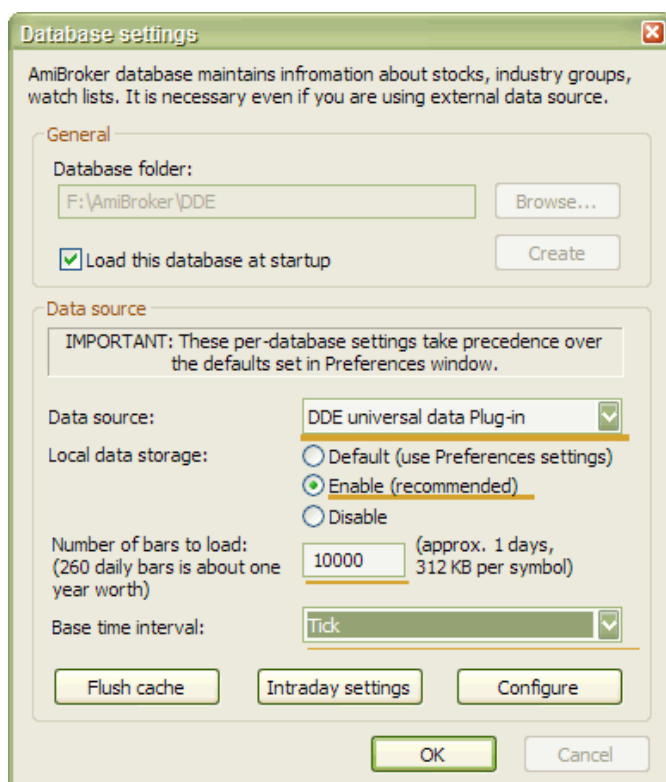 Database settings
AmiBroker database maintains infromation about stocks, industry groups,
watch lists. It is necessary even if you are using external data source.
General
Database folder:
F:\AmiBroker\DDE
Browse...
Load this database at startup
Create
Data source
IMPORTANT: These per-database settings take precedence over
the defaults set in Preferences window.
Data source:
DDE universal data Plug-in
Local data storage:
Default (use Preferences settings)
Enable (recommended)
Disable
Number of bars to load:
(260 daily bars is about one
year worth)
10000
(approx. 1 days,
312 KB per symbol)
Base time interval:
Tick
Flush cache
Intraday settings
Configure
OK
Cancel